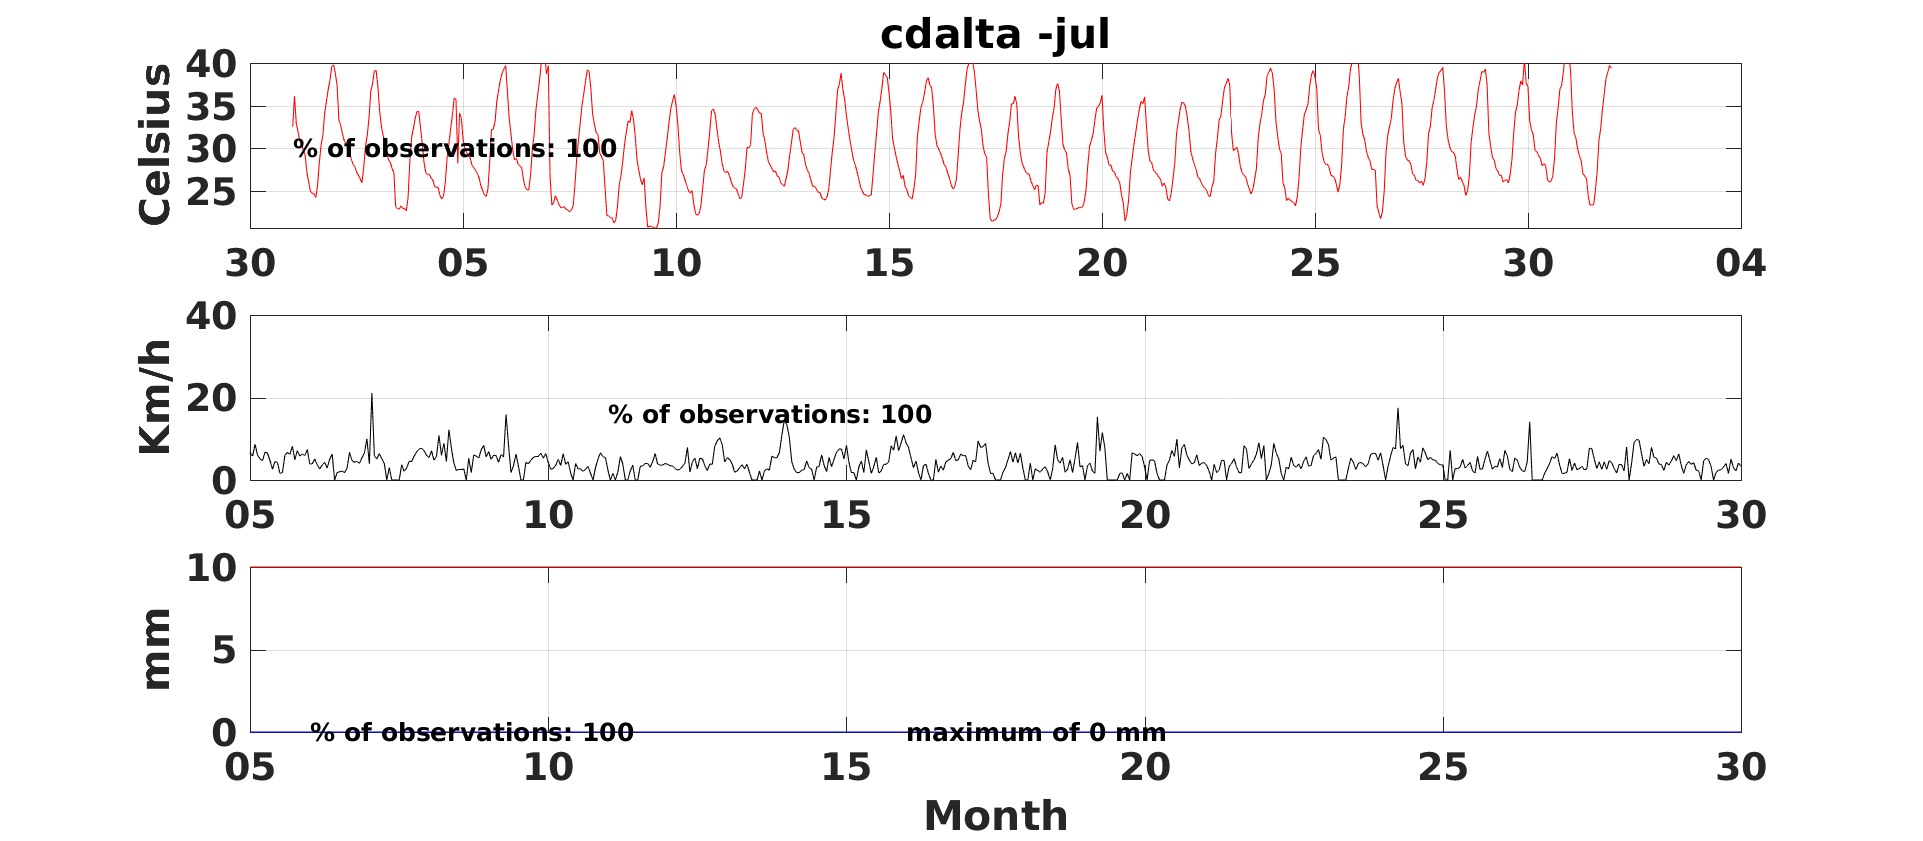 cdalta -jul
Celsius
40
35
30
25
% of observations: 100
30 05 10 15 20 25 30 04
Km/h
40
20
0
% of observations: 100
05 10 15 20 25 30
mm
10
5
0
% of observations: 100 maximum of 0 mm
05 10 15 20 25 30
Month